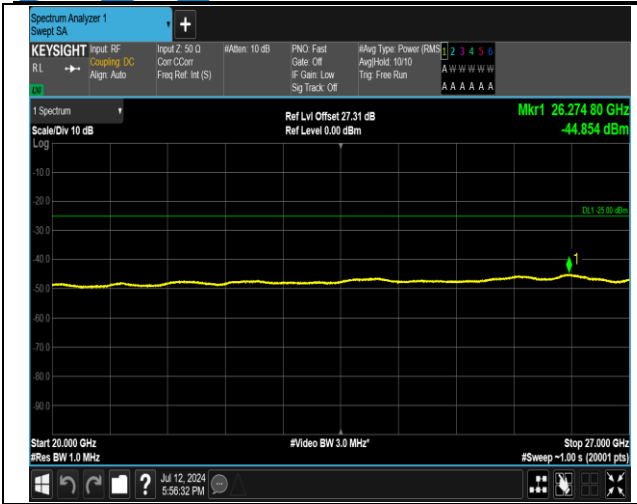 Spectrum Analyzer 1
Swept SA
KEYSIGHT
RL
LXI
Input: RF
Coupling: DC
Align: Auto
Input Z: 50 Ω
Corr CCorr
Freq Ref: Int (S)
#Atten: 10 dB
PNO: Fast
Gate: Off
IF Gain: Low
Sig Track: Off
#Avg Type: Power (RMS
Avg|Hold: 10/10
Trig: Free Run
1 2 3 4 5 6
A W W W W W
A A A A A A
1 Spectrum
Scale/Div 10 dB
Log
Ref Lvl Offset 27.31 dB
Ref Level 0.00 dBm
Mkr1 26.274 80 GHz
-44.854 dBm
-10.0
-20.0
DL1 -25.00 dBm
-30.0
-40.0
1
-50.0
-60.0
-70.0
-80.0
-90.0
Start 20.000 GHz
#Res BW 1.0 MHz
#Video BW 3.0 MHz*
Stop 27.000 GHz
#Sweep ~1.00 s (20001 pts)
?
Jul 12, 2024
5:56:32 PM